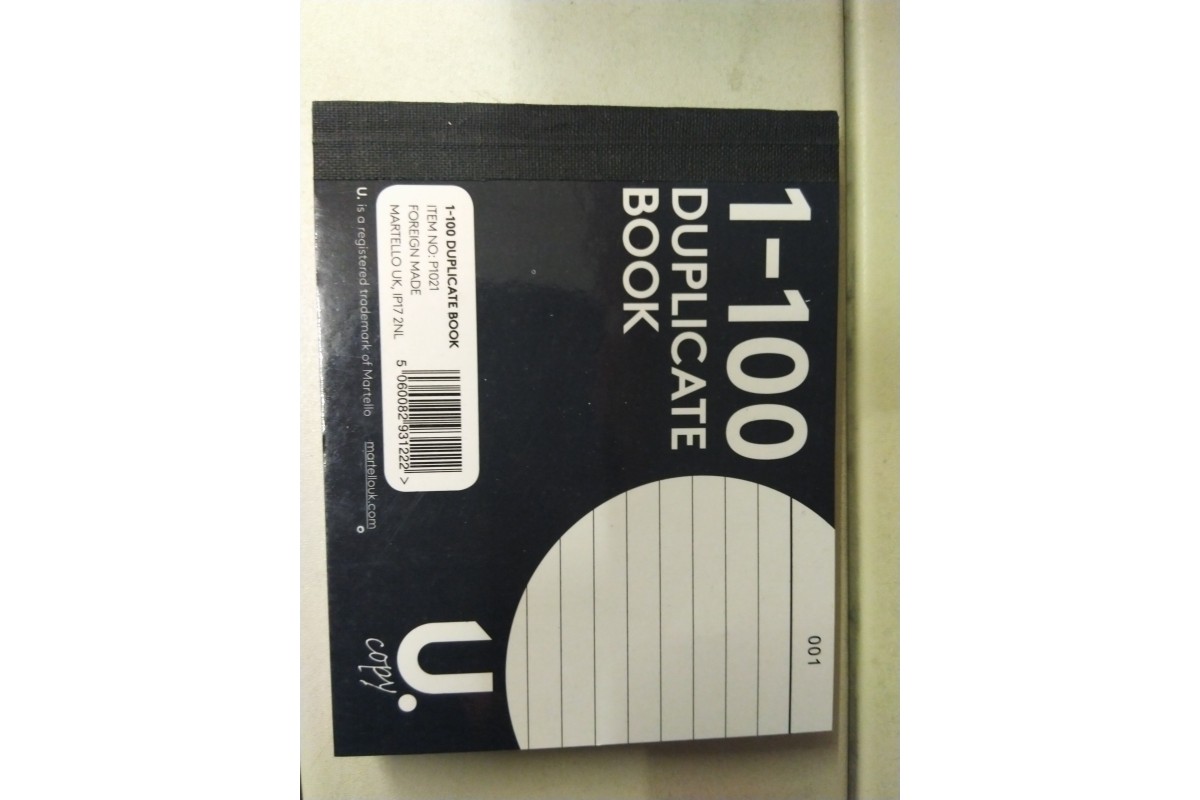 1-100
DUPLICATE
BOOK
001
1-100 DUPLICATE BOOK
ITEM NO: P1021
FOREIGN MADE
MARTELLO UK, IP17 2NL
5 060082 931222 >
U. is a registered trademark of Martello
martellouk.com
U.
copy